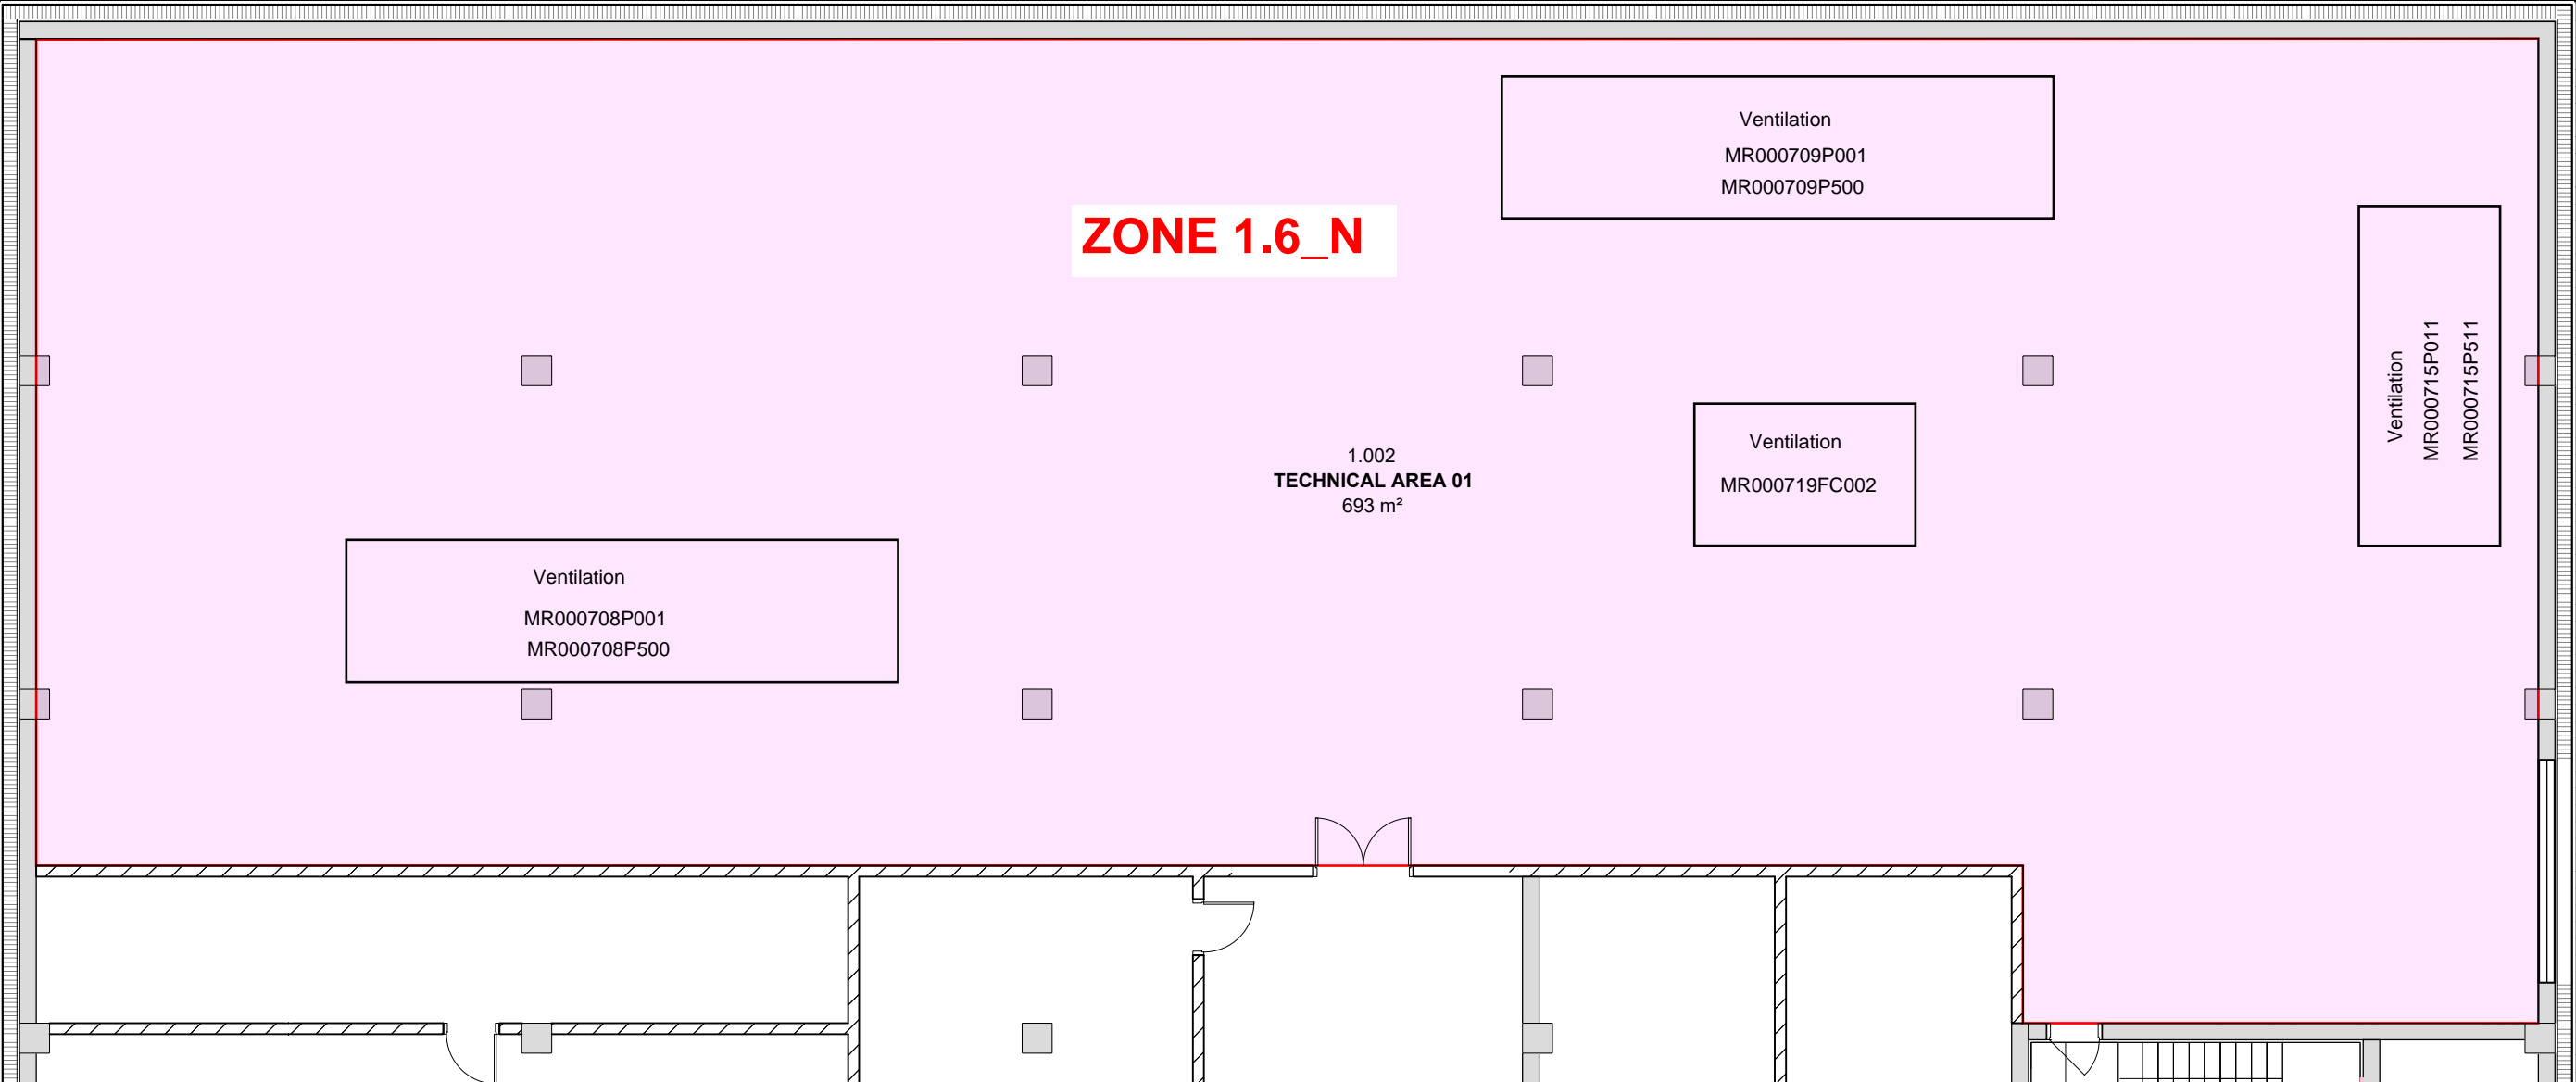 Ventilation
MR000709P001
MR000709P500
ZONE 1.6_N
Ventilation
MR000715P011
MR000715P511
Ventilation
MR000719FC002
1.002
TECHNICAL AREA 01
693 m²
Ventilation
MR000708P001
MR000708P500